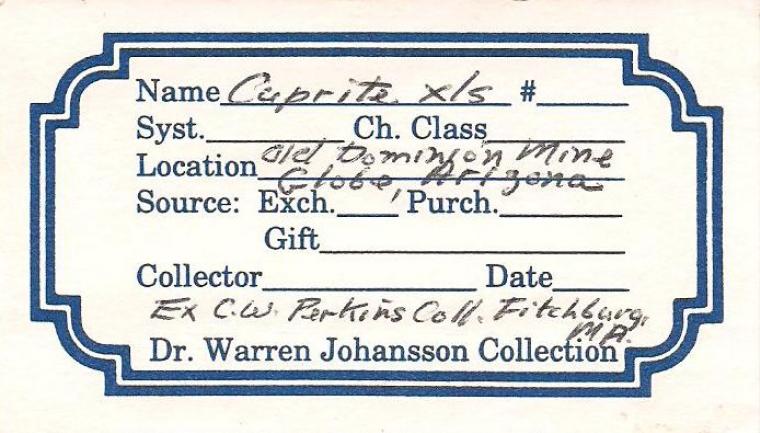 Name Cuprite xls #
Syst. Ch. Class
Location Old Dominion Mine
Globe, Arizona
Source: Exch. Purch.
Gift
Collector Date
Ex C.W. Perkins Coll. Fitchburg,
MA.
Dr. Warren Johansson Collection